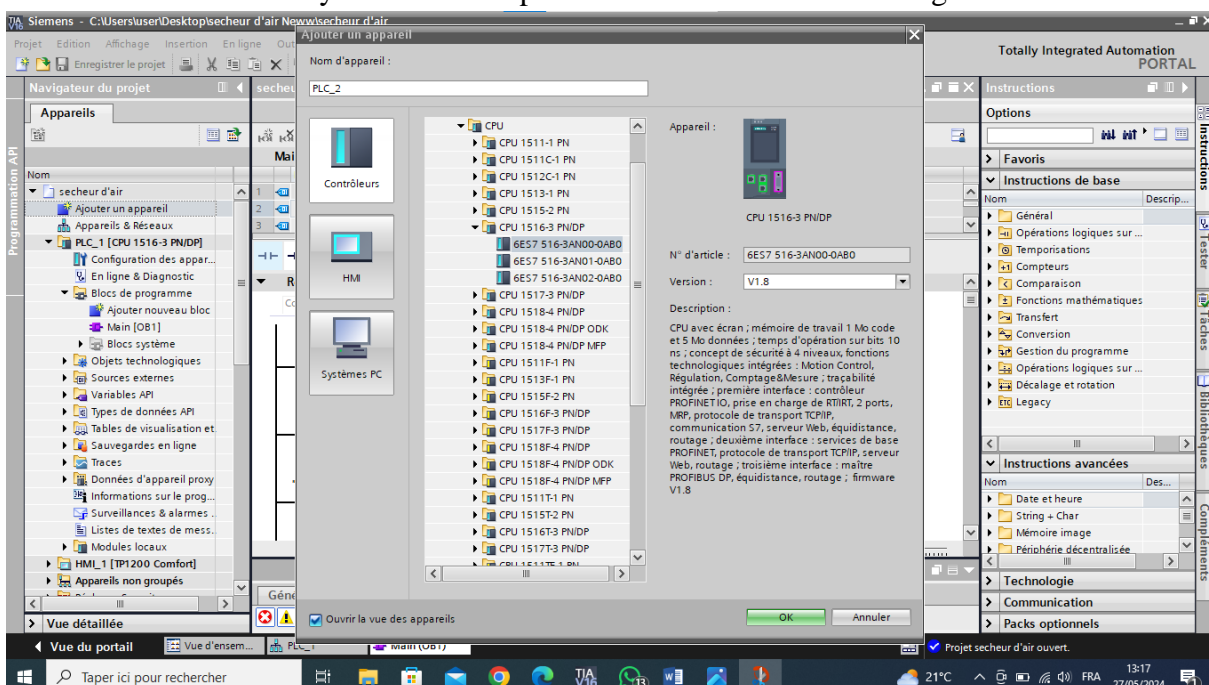 Siemens - C:\Users\user\Desktop\secheur d'air Neww\secheur d'air
Projet Edition Affichage Insertion En ligne Out
Totally Integrated Automation
PORTAL
Enregistrer le projet
Navigateur du projet
Appareils
Programmation API
Nom
secheur d'air
Ajouter un appareil
Appareils & Réseaux
PLC_1 [CPU 1516-3 PN/DP]
Configuration des appar...
En ligne & Diagnostic
Blocs de programme
Ajouter nouveau bloc
Main [OB1]
Blocs système
Objets technologiques
Sources externes
Variables API
Types de données API
Tables de visualisation et
Sauvegardes en ligne
Traces
Données d'appareil proxy
Informations sur le prog...
Surveillances & alarmes ..
Listes de textes de mess..
Modules locaux
HMI_1 [TP1200 Comfort]
Appareils non groupés
Vue détaillée
secheu
Mai
1
2
3
R
Co
Géné
Ajouter un appareil
Nom d'appareil :
PLC_2
Contrôleurs
HMI
Systèmes PC
CPU
CPU 1511-1 PN
CPU 1511C-1 PN
CPU 1512C-1 PN
CPU 1513-1 PN
CPU 1515-2 PN
CPU 1516-3 PN/DP
6ES7 516-3AN00-0AB0
6ES7 516-3AN01-0AB0
6ES7 516-3AN02-0AB0
CPU 1517-3 PN/DP
CPU 1518-4 PN/DP
CPU 1518-4 PN/DP ODK
CPU 1518-4 PN/DP MFP
CPU 1511F-1 PN
CPU 1513F-1 PN
CPU 1515F-2 PN
CPU 1516F-3 PN/DP
CPU 1517F-3 PN/DP
CPU 1518F-4 PN/DP
CPU 1518F-4 PN/DP ODK
CPU 1518F-4 PN/DP MFP
CPU 1511T-1 PN
CPU 1515T-2 PN
CPU 1516T-3 PN/DP
CPU 1517T-3 PN/DP
CPU 1511TF-1 PN
Appareil :
CPU 1516-3 PN/DP
N° d'article : 6ES7 516-3AN00-0AB0
Version : V1.8
Description :
CPU avec écran ; mémoire de travail 1 Mo code
et 5 Mo données ; temps d'opération sur bits 10
ns ; concept de sécurité à 4 niveaux, fonctions
technologiques intégrées : Motion Control,
Régulation, Comptage&Mesure ; traçabilité
intégrée ; première interface : contrôleur
PROFINET IO, prise en charge de RT/IRT, 2 ports,
MRP, protocole de transport TCP/IP,
communication S7, serveur Web, équidistance,
routage ; deuxième interface : services de base
PROFINET, protocole de transport TCP/IP, serveur
Web, routage ; troisième interface : maître
PROFIBUS DP, équidistance, routage ; firmware
V1.8
Ouvrir la vue des appareils
OK
Annuler
Instructions
Options
Favoris
Instructions de base
Nom Descrip...
Général
Opérations logiques sur ...
Temporisations
Compteurs
Comparaison
Fonctions mathématiques
Transfert
Conversion
Gestion du programme
Opérations logiques sur ...
Décalage et rotation
Legacy
Instructions avancées
Nom Des...
Date et heure
String + Char
Mémoire image
Périphérie décentralisée
Technologie
Communication
Packs optionnels
Instructions
Tester
Tâches
Bibliothèques
Compléments
Vue du portail
Vue d'ensem...
PLC_1
Main (OB1)
Projet secheur d'air ouvert.
Taper ici pour rechercher
21°C
FRA
13:17
27/05/2024